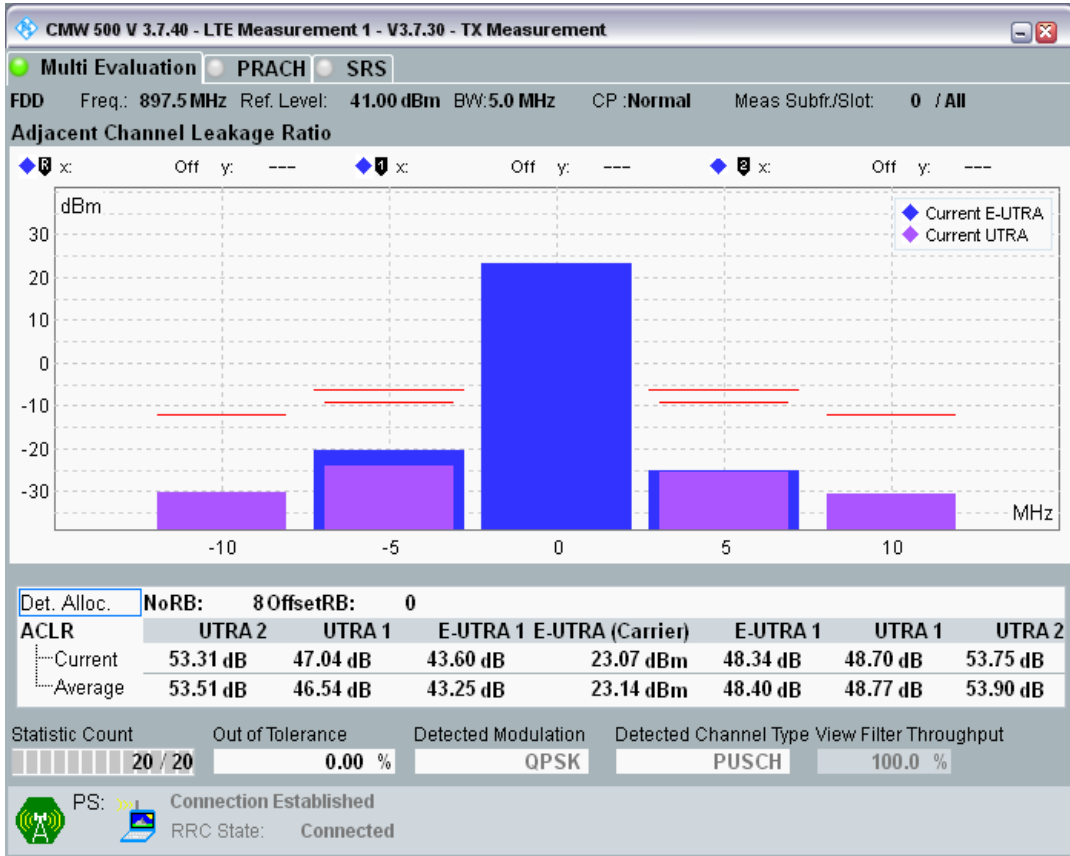 CMW 500 V 3.7.40 - LTE Measurement 1 - V3.7.30 - TX Measurement
Multi Evaluation PRACH SRS
FDD Freq.: 897.5 MHz Ref. Level: 41.00 dBm BW: 5.0 MHz CP :Normal Meas Subfr./Slot: 0 / All
Adjacent Channel Leakage Ratio
R x: Off y: --- 1 x: Off y: --- 2 x: Off y: ---
dBm
Current E-UTRA
Current UTRA
30
20
10
0
-10
-20
-30
MHz
-10 -5 0 5 10
Det. Alloc. NoRB: 8 OffsetRB: 0
ACLR UTRA 2 UTRA 1 E-UTRA 1 E-UTRA (Carrier) E-UTRA 1 UTRA 1 UTRA 2
Current 53.31 dB 47.04 dB 43.60 dB 23.07 dBm 48.34 dB 48.70 dB 53.75 dB
Average 53.51 dB 46.54 dB 43.25 dB 23.14 dBm 48.40 dB 48.77 dB 53.90 dB
Statistic Count Out of Tolerance Detected Modulation Detected Channel Type View Filter Throughput
20 / 20 0.00 % QPSK PUSCH 100.0 %
PS: Connection Established
RRC State: Connected